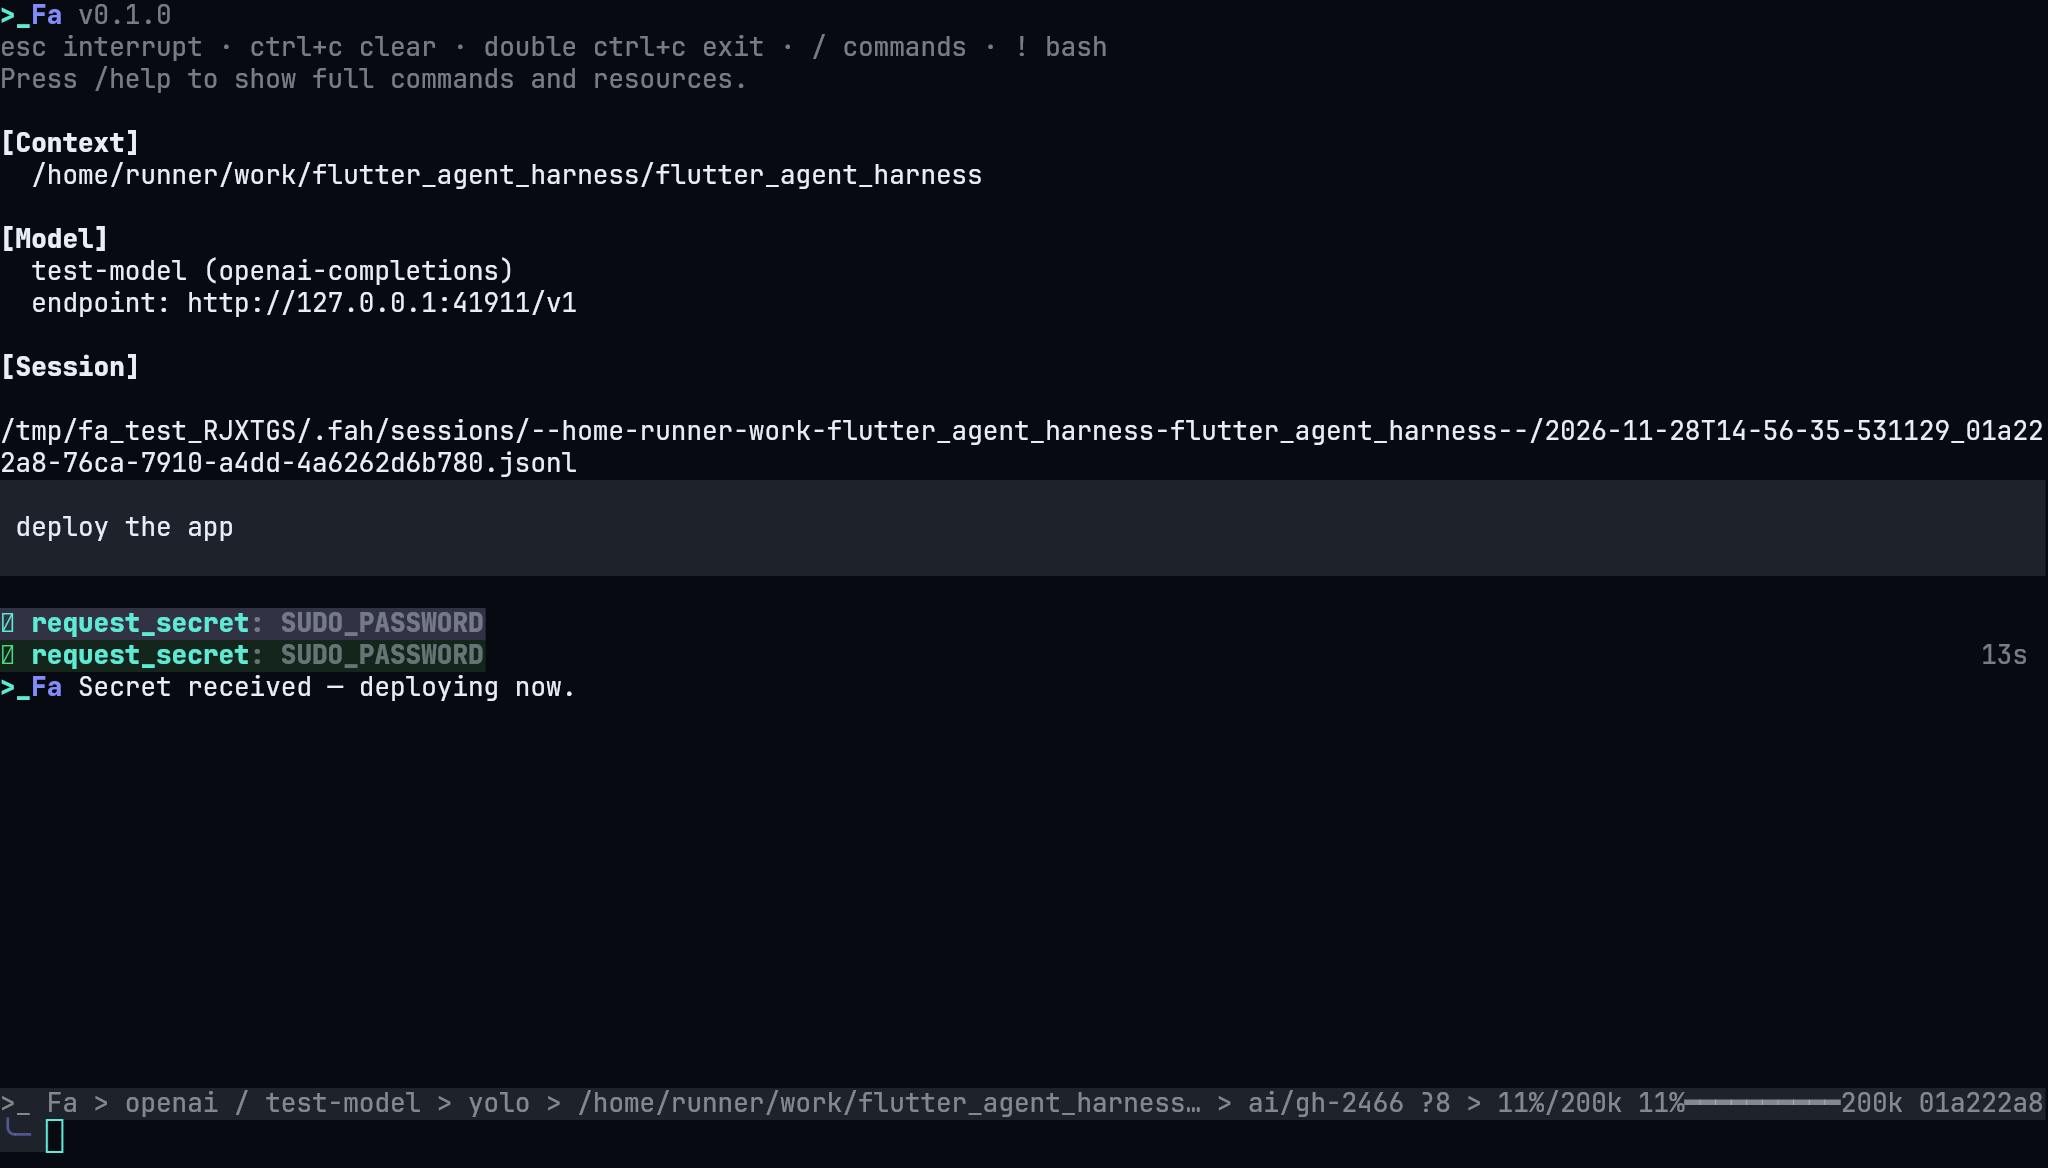 >_Fa v0.1.0
esc interrupt · ctrl+c clear · double ctrl+c exit · / commands · ! bash
Press /help to show full commands and resources.
[Context]
/home/runner/work/flutter_agent_harness/flutter_agent_harness
[Model]
test-model (openai-completions)
endpoint: http://127.0.0.1:41911/v1
[Session]
/tmp/fa_test_RJXTGS/.fah/sessions/--home-runner-work-flutter_agent_harness-flutter_agent_harness--/2026-11-28T14-56-35-531129_01a22
2a8-76ca-7910-a4dd-4a6262d6b780.jsonl
deploy the app
request_secret: SUDO_PASSWORD
request_secret: SUDO_PASSWORD 13s
>_Fa Secret received — deploying now.
>_ Fa > openai / test-model > yolo > /home/runner/work/flutter_agent_harness… > ai/gh-2466 ?8 > 11%/200k 11%━━━━━━━━━━200k 01a222a8